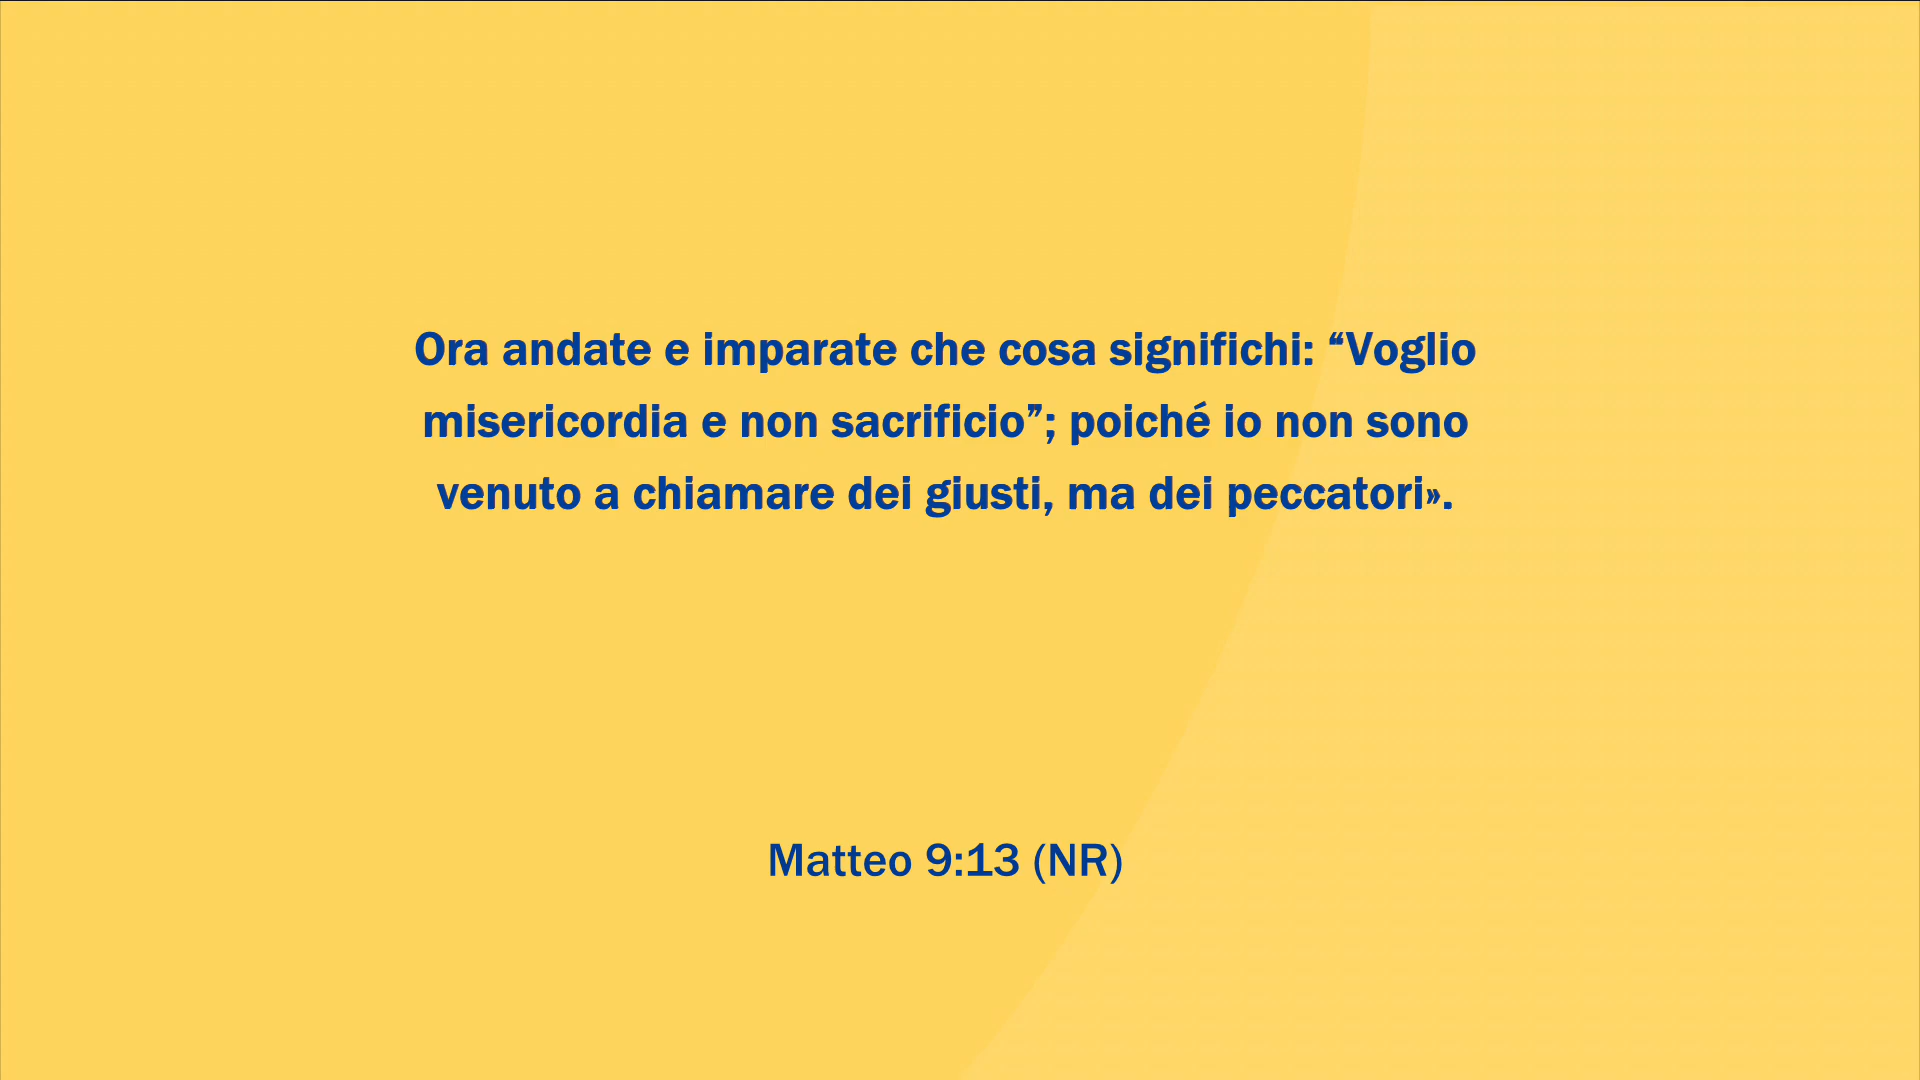 Ora andate e imparate che cosa significhi: “Voglio
misericordia e non sacrificio”; poiché io non sono
venuto a chiamare dei giusti, ma dei peccatori».
Matteo 9:13 (NR)